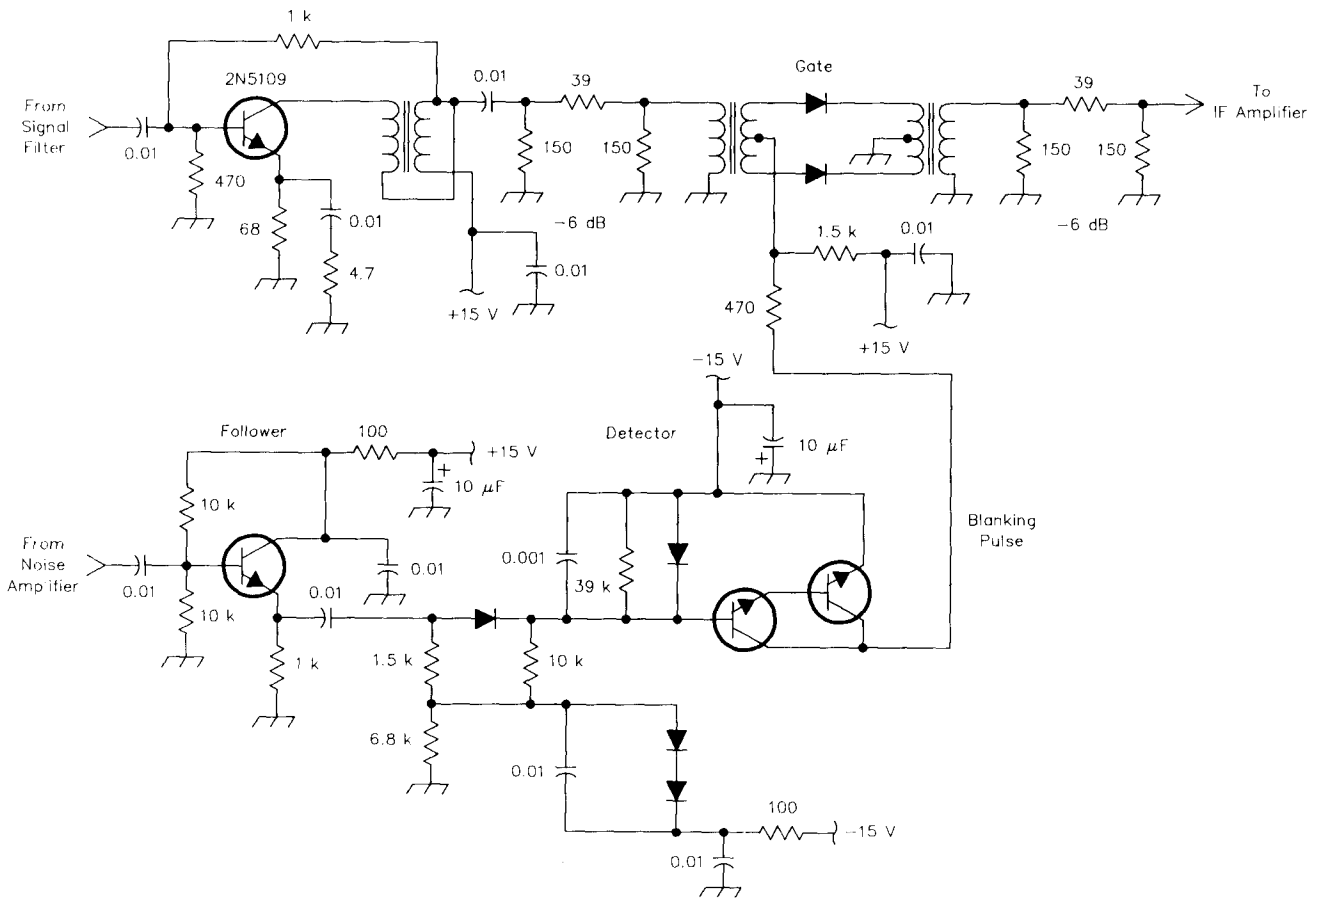 1 k
2N5109
0.01
39
Gate
39
From
Signal
Filter
To
IF Amplifier
0.01
470
150
150
150
150
68
0.01
4.7
-6 dB
-6 dB
0.01
+15 V
1.5 k
0.01
470
+15 V
-15 V
Follower
100
+15 V
Detector
10 µF
+
+
10 µF
10 k
Blanking
Pulse
From
Noise
Amplifier
0.01
0.01
0.001
39 k
10 k
0.01
1 k
1.5 k
10 k
6.8 k
0.01
100
-15 V
0.01